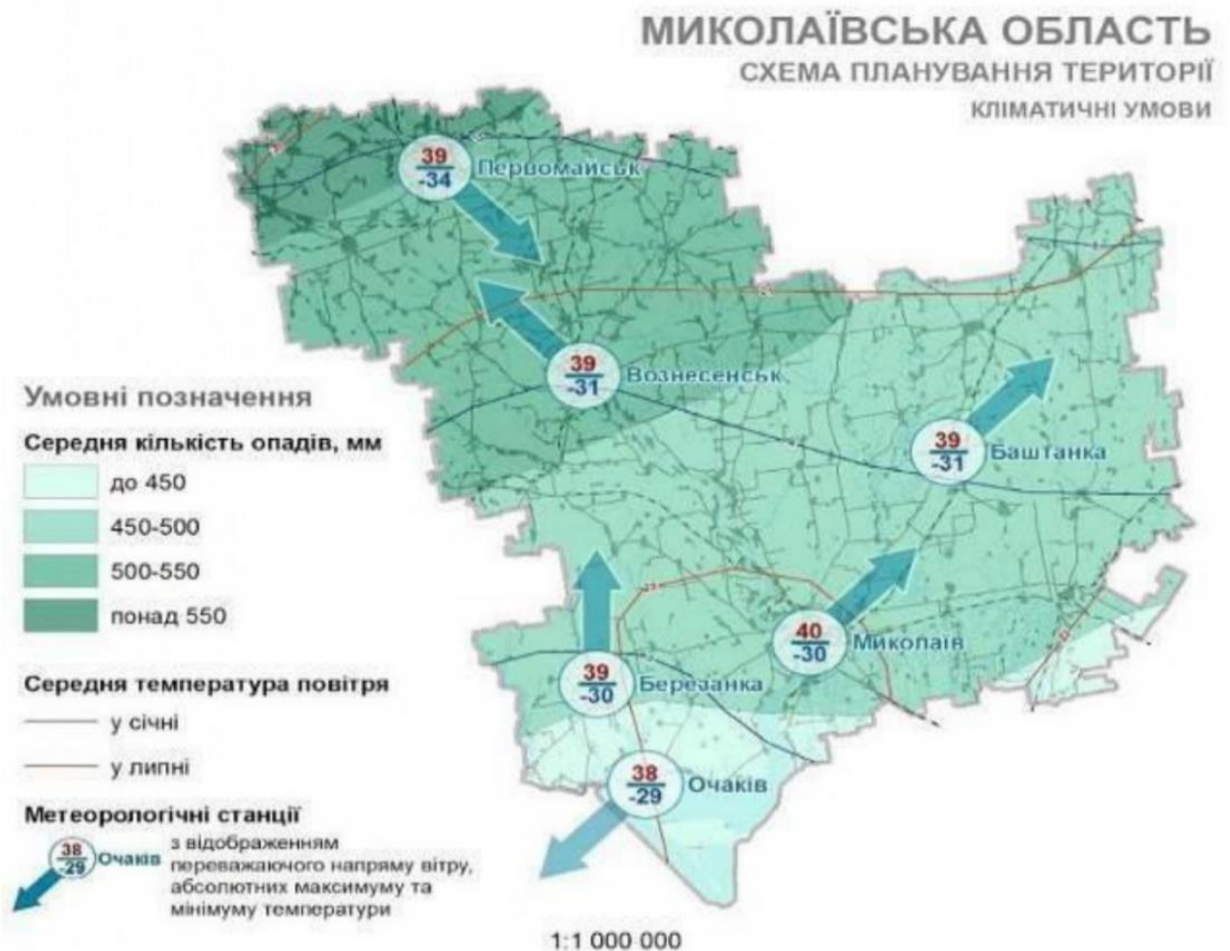 МИКОЛАЇВСЬКА ОБЛАСТЬ
СХЕМА ПЛАНУВАННЯ ТЕРИТОРІЇ
КЛІМАТИЧНІ УМОВИ
39
-34
Первомайськ
39
-31
Вознесенськ
39
-31
Баштанка
40
-30
Миколаїв
39
-30
Березанка
38
-29
Очаків
Умовні позначення
Середня кількість опадів, мм
до 450
450-500
500-550
понад 550
Середня температура повітря
у січні
у липні
Метеорологічні станції
38
-29
Очаків
з відображенням
переважаючого напряму вітру,
абсолютних максимуму та
мінімуму температури
1:1 000 000